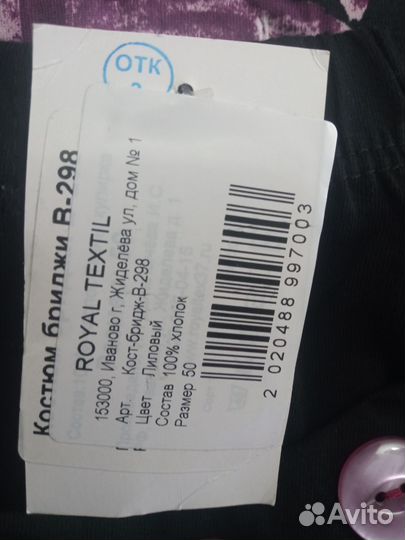 ОТК
Костюм бриджи В-298
ROYAL TEXTIL
153000, Иваново г, Жиделёва ул, дом № 1
Арт. Кост-бридж-В-298
Цвет Лиловый
Состав 100% хлопок
Размер 50
2 020488 997003
Avito